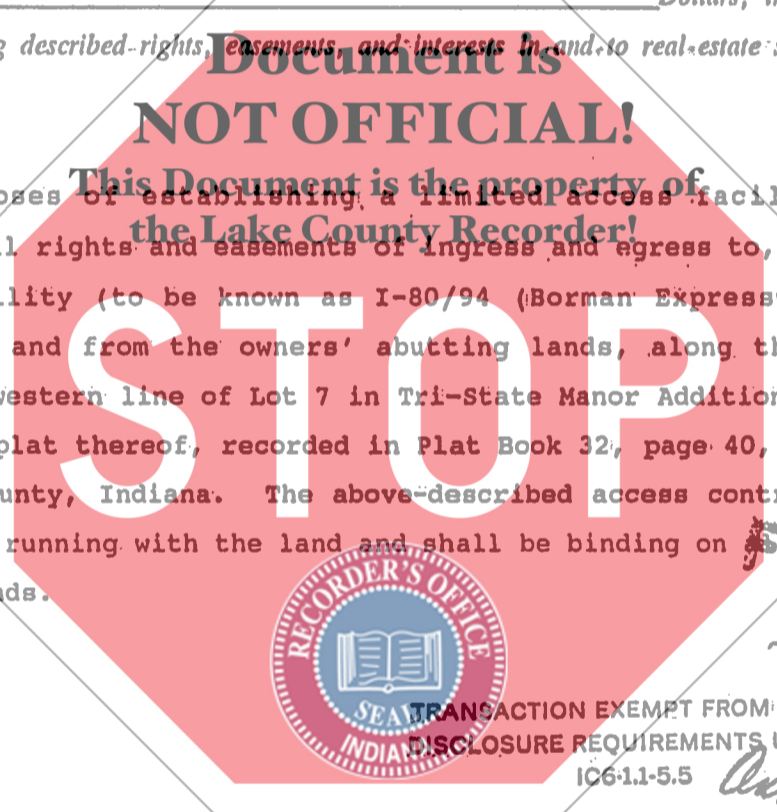 Dollars,
described rights, easements, and interests in and to real estate
Document is
NOT OFFICIAL!
This Document is the property of
the Lake County Recorder!
oses of establishing a limited access facil
l rights and easements of ingress and egress to,
lity (to be known as I-80/94 (Borman Express
and from the owners' abutting lands, along th
western line of Lot 7 in Tri-State Manor Addition
plat thereof, recorded in Plat Book 32, page 40,
unty, Indiana. The above-described access cont
running with the land and shall be binding on
nds.
STOP
RECORDER'S OFFICE
SEAL
INDIANA
TRANSACTION EXEMPT FROM
DISCLOSURE REQUIREMENTS
IC6-1.1-5.5